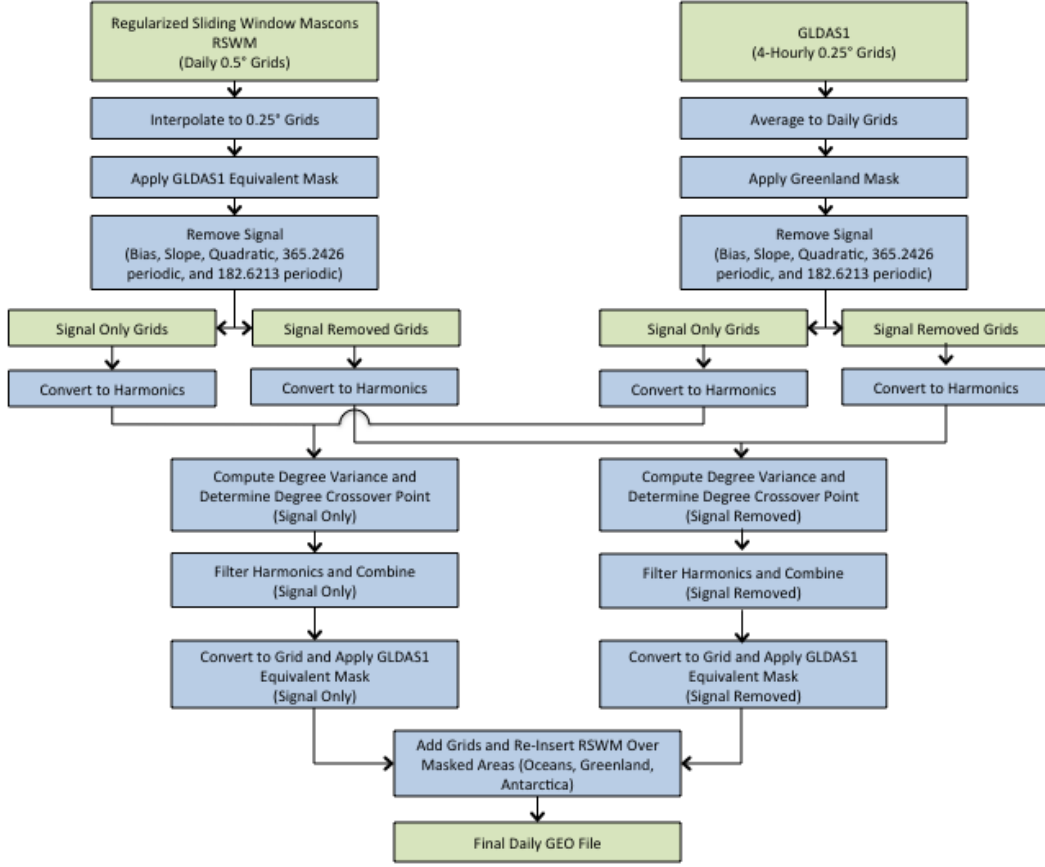 Regularized Sliding Window Mascons
RSWM
(Daily 0.5° Grids)
GLDAS1
(4-Hourly 0.25° Grids)
Interpolate to 0.25° Grids
Average to Daily Grids
Apply GLDAS1 Equivalent Mask
Apply Greenland Mask
Remove Signal
(Bias, Slope, Quadratic, 365.2426
periodic, and 182.6213 periodic)
Remove Signal
(Bias, Slope, Quadratic, 365.2426
periodic, and 182.6213 periodic)
Signal Only Grids
Signal Removed Grids
Signal Only Grids
Signal Removed Grids
Convert to Harmonics
Convert to Harmonics
Convert to Harmonics
Convert to Harmonics
Compute Degree Variance and
Determine Degree Crossover Point
(Signal Only)
Compute Degree Variance and
Determine Degree Crossover Point
(Signal Removed)
Filter Harmonics and Combine
(Signal Only)
Filter Harmonics and Combine
(Signal Removed)
Convert to Grid and Apply GLDAS1
Equivalent Mask
(Signal Only)
Convert to Grid and Apply GLDAS1
Equivalent Mask
(Signal Removed)
Add Grids and Re-Insert RSWM Over
Masked Areas (Oceans, Greenland,
Antarctica)
Final Daily GEO File